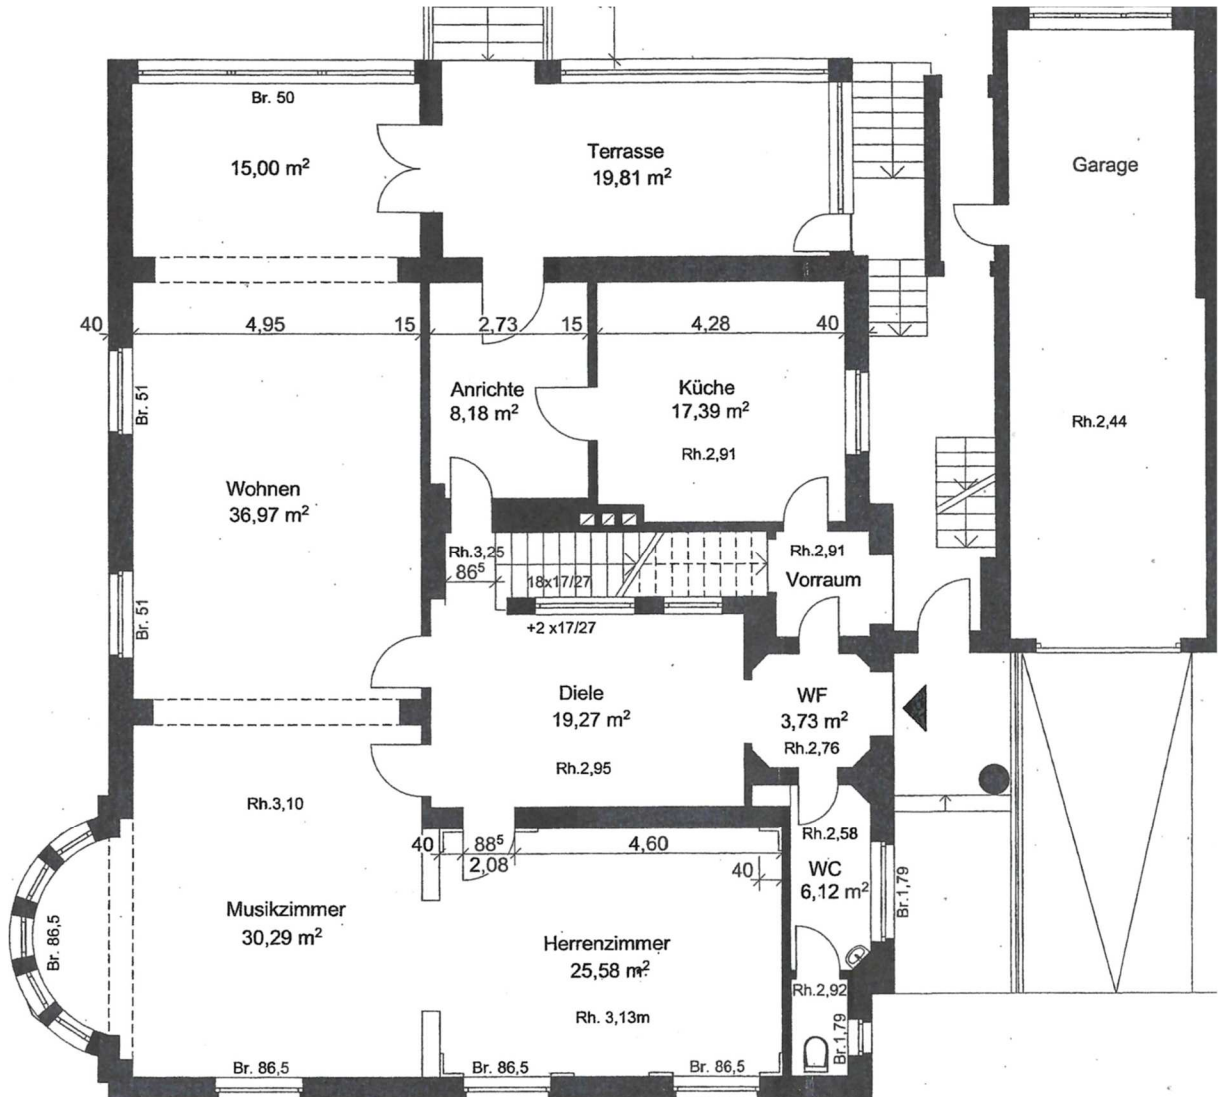 Br. 50
15,00 m²
Terrasse
19,81 m²
Garage
40
4,95
15
2,73
15
4,28
40
Br. 51
Anrichte
8,18 m²
Küche
17,39 m²
Rh.2,91
Rh.2,44
Wohnen
36,97 m²
Rh.3,25
86⁵
18x17/27
+2 x17/27
Rh.2,91
Vorraum
Br. 51
Diele
19,27 m²
Rh.2,95
WF
3,73 m²
Rh.2,76
Rh.3,10
40
88⁵
2,08
4,60
40
Rh.2,58
WC
6,12 m²
Br.1,79
Musikzimmer
30,29 m²
Br. 86,5
Herrenzimmer
25,58 m²
Rh. 3,13m
Rh.2,92
Br.1,79
Br. 86,5
Br. 86,5
Br. 86,5